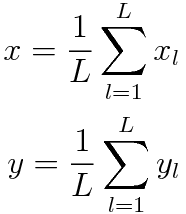 x = \frac{1}{L} \sum_{l=1}^{L} x_l
y = \frac{1}{L} \sum_{l=1}^{L} y_l